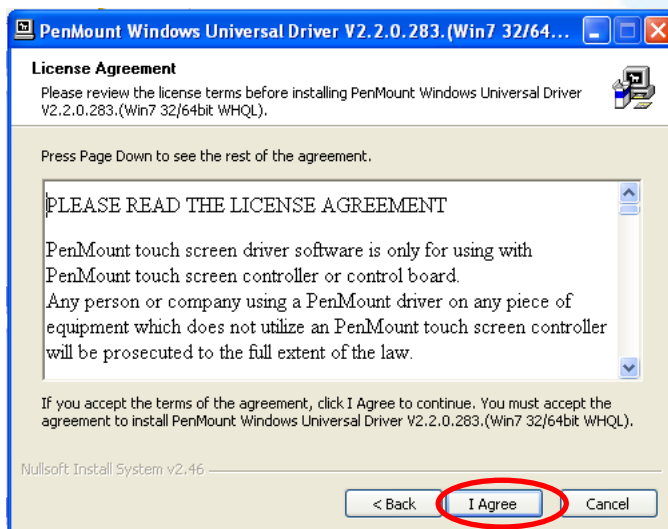 PenMount Windows Universal Driver V2.2.0.283.(Win7 32/64...
License Agreement
Please review the license terms before installing PenMount Windows Universal Driver
V2.2.0.283.(Win7 32/64bit WHQL).
Press Page Down to see the rest of the agreement.
PLEASE READ THE LICENSE AGREEMENT
PenMount touch screen driver software is only for using with
PenMount touch screen controller or control board.
Any person or company using a PenMount driver on any piece of
equipment which does not utilize an PenMount touch screen controller
will be prosecuted to the full extent of the law.
If you accept the terms of the agreement, click I Agree to continue. You must accept the
agreement to install PenMount Windows Universal Driver V2.2.0.283.(Win7 32/64bit WHQL).
Nullsoft Install System v2.46
< Back I Agree Cancel